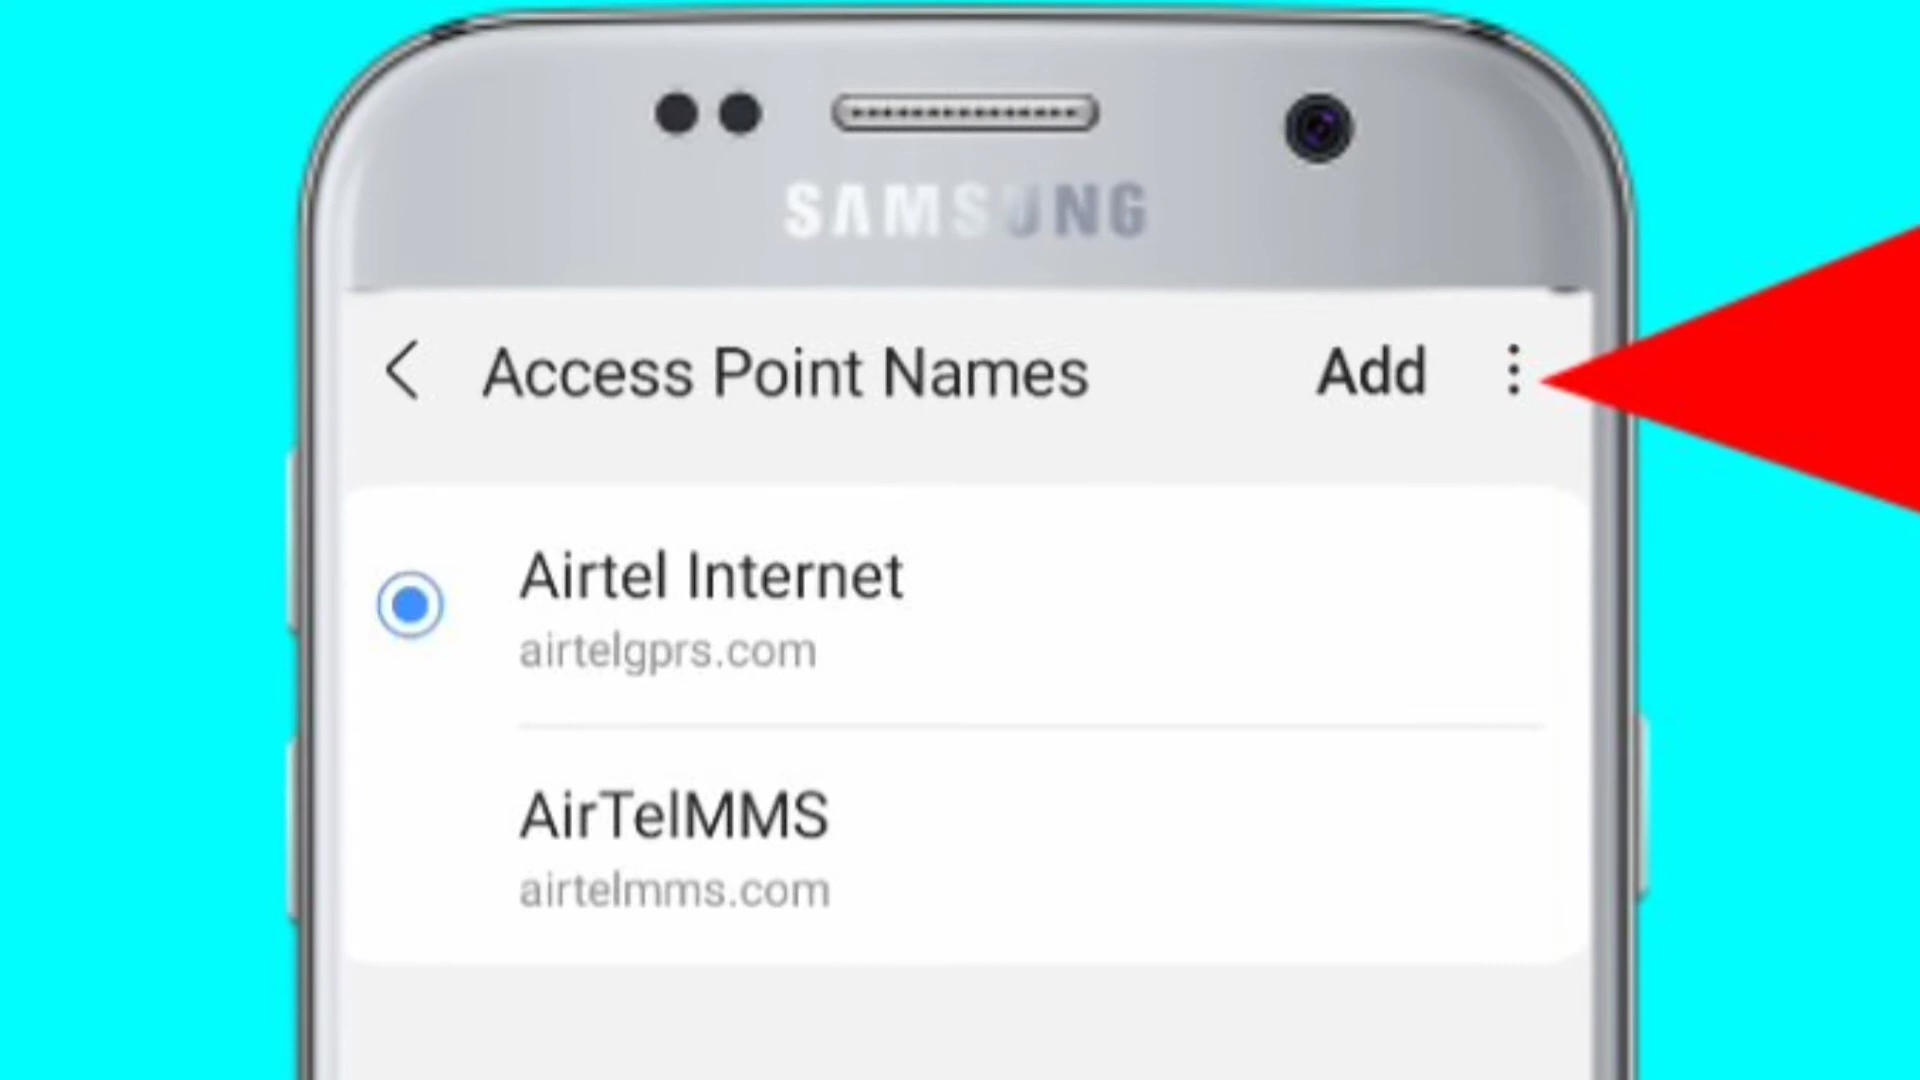 SAMSUNG
Access Point Names Add
Airtel Internet
airtelgprs.com
AirTelMMS
airtelmms.com